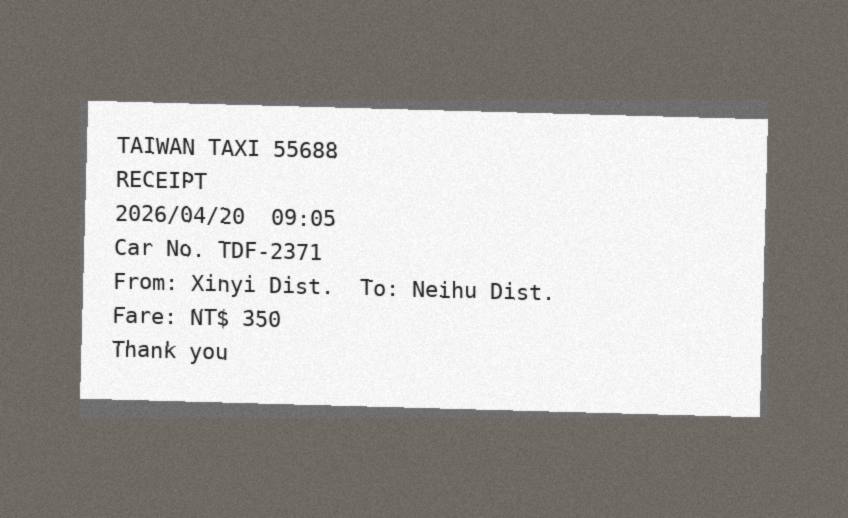 TAIWAN TAXI 55688
RECEIPT
2026/04/20  09:05
Car No. TDF-2371
From: Xinyi Dist.  To: Neihu Dist.
Fare: NT$ 350
Thank you